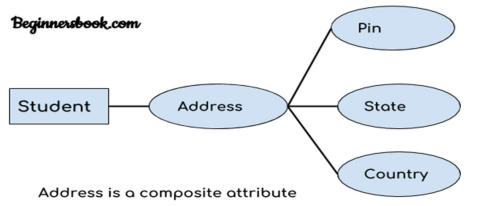 Beginnersbook.com
Pin
Student
Address
State
Country
Address is a composite attribute